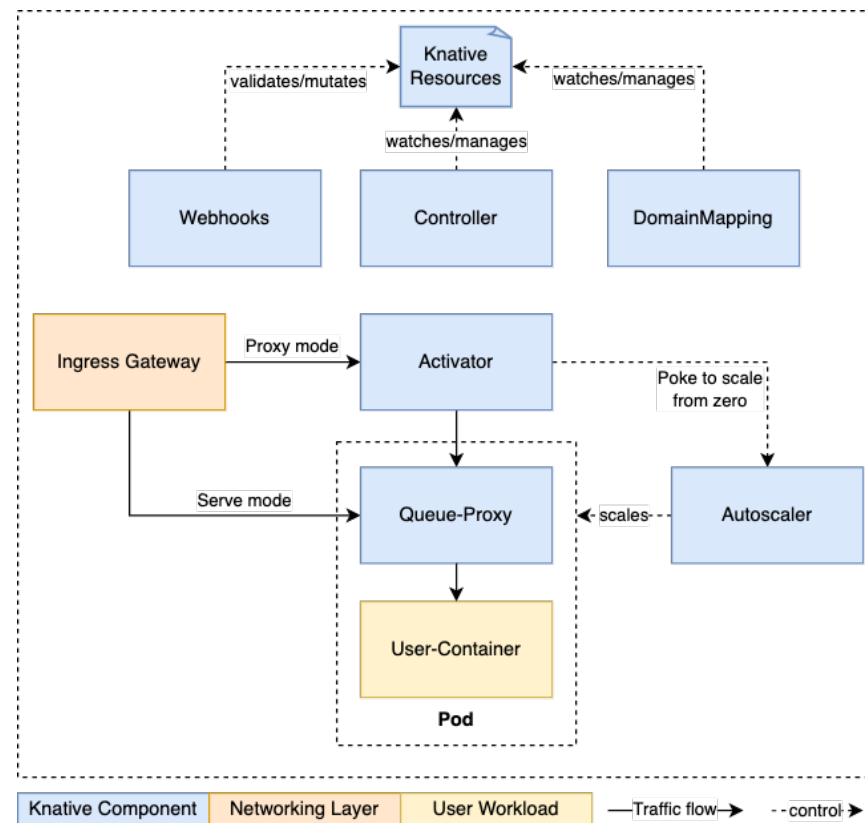 Knative
Resources
validates/mutates
watches/manages
watches/manages
Webhooks
Controller
DomainMapping
Ingress Gateway
Proxy mode
Activator
Poke to scale
from zero
Serve mode
Queue-Proxy
scales
Autoscaler
User-Container
Pod
Knative Component
Networking Layer
User Workload
Traffic flow
control